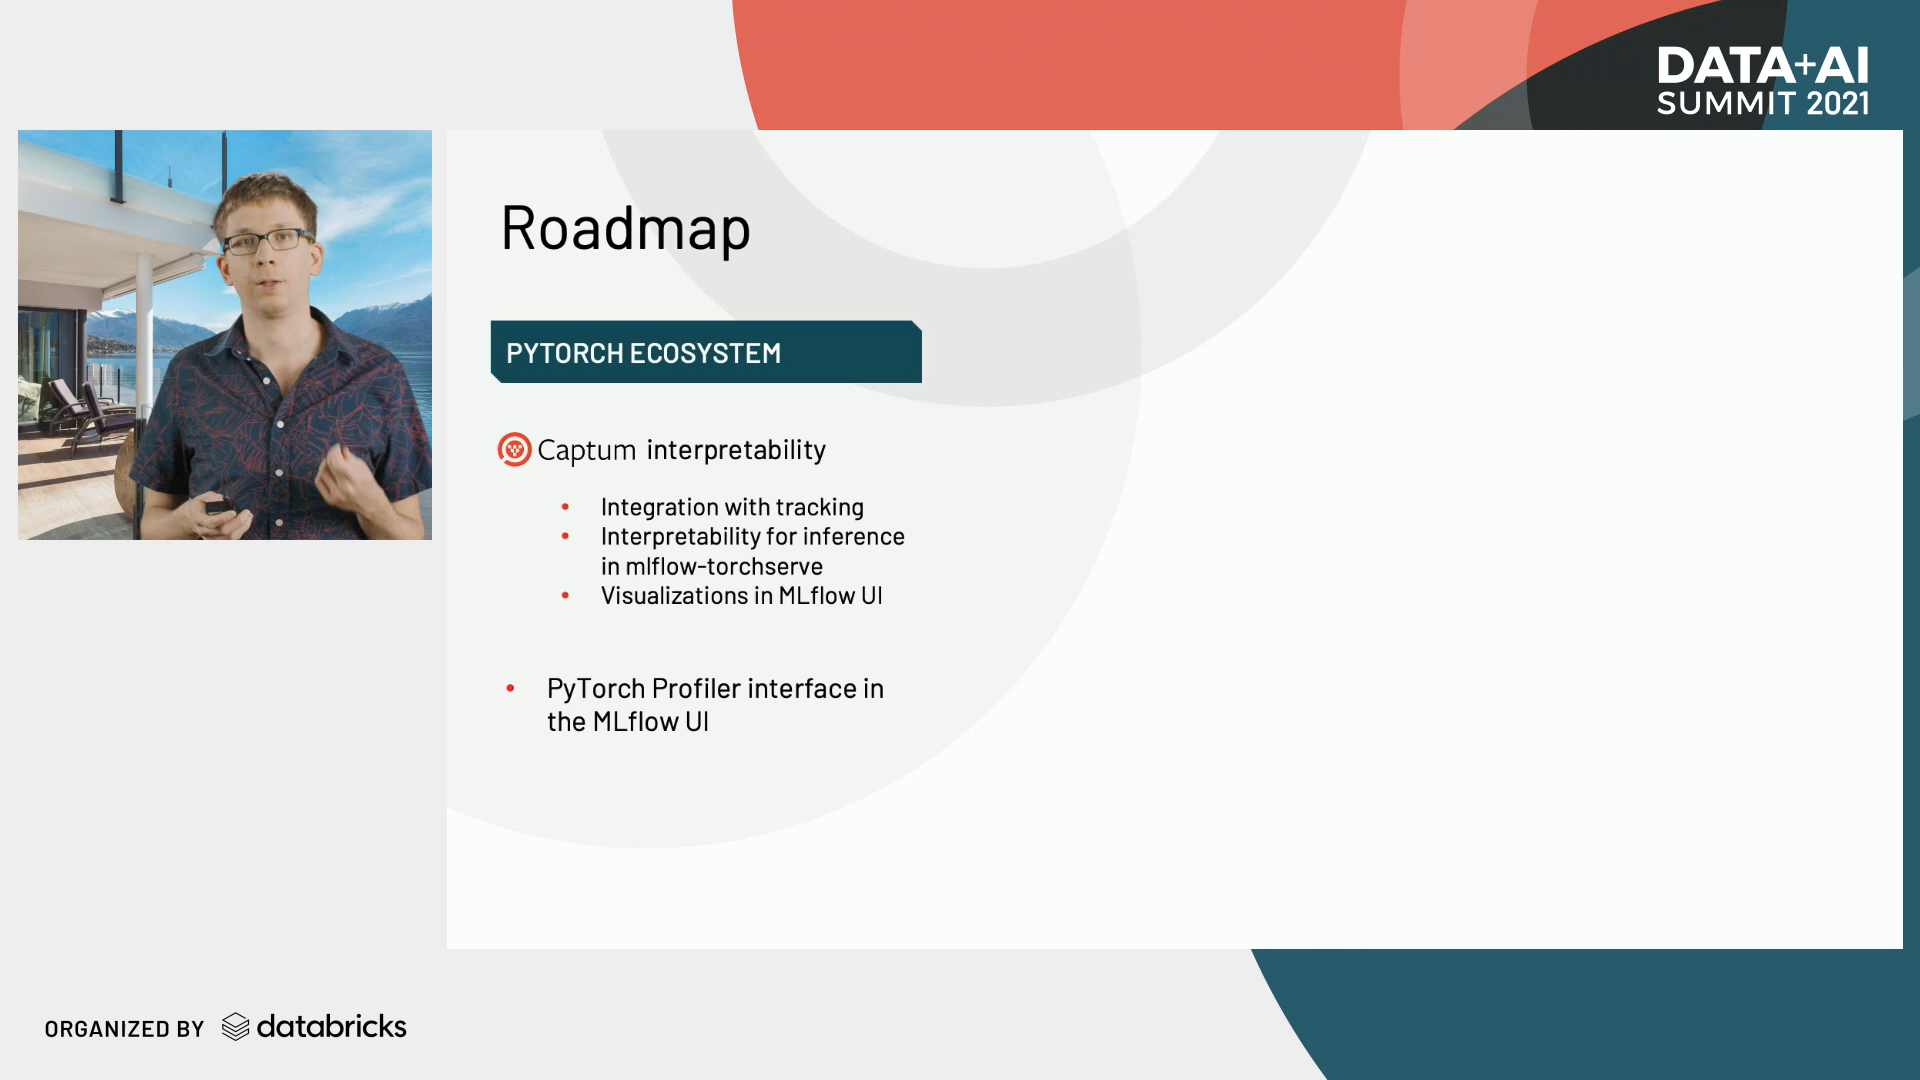 DATA+AI
SUMMIT 2021
Roadmap
PYTORCH ECOSYSTEM
Captum interpretability
• Integration with tracking
• Interpretability for inference
in mlflow-torchserve
• Visualizations in MLflow UI
• PyTorch Profiler interface in
the MLflow UI
ORGANIZED BY databricks